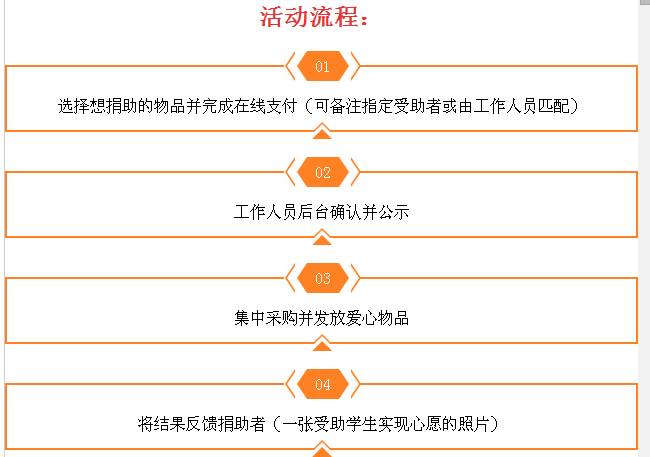 活动流程：
01
选择想捐助的物品并完成在线支付（可备注指定受助者或由工作人员匹配）
02
工作人员后台确认并公示
03
集中采购并发放爱心物品
04
将结果反馈捐助者（一张受助学生实现心愿的照片）